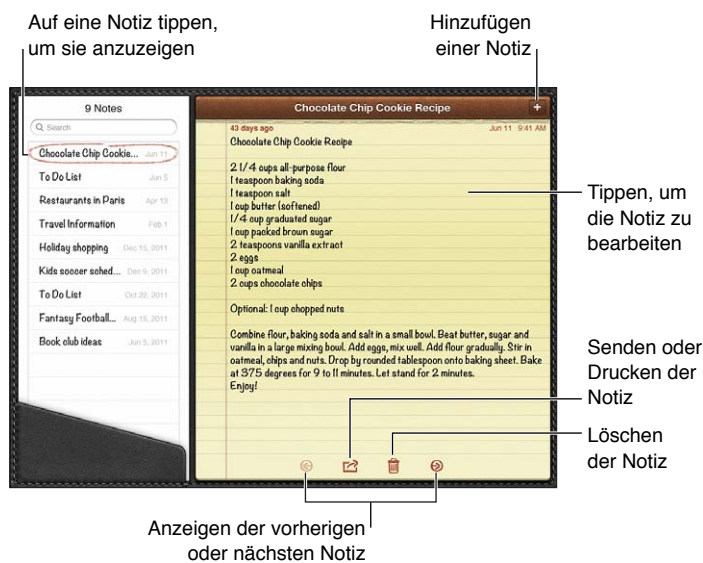 Auf eine Notiz tippen,
um sie anzuzeigen
Hinzufügen
einer Notiz
9 Notes
Search
Chocolate Chip Cookie... Jun 11
To Do List Jun 5
Restaurants in Paris Apr 13
Travel Information Feb 1
Holiday shopping Dec 15, 2011
Kids soccer sched... Dec 9, 2011
To Do List Oct 22, 2011
Fantasy Football... Aug 15, 2011
Book club ideas Jun 5, 2011
Chocolate Chip Cookie Recipe
+
43 days ago Jun 11 9:41 AM
Chocolate Chip Cookie Recipe
2 1/4 cups all-purpose flour
1 teaspoon baking soda
1 teaspoon salt
1 cup butter (softened)
1/4 cup graduated sugar
1 cup packed brown sugar
2 teaspoons vanilla extract
2 eggs
1 cup oatmeal
2 cups chocolate chips
Optional: 1 cup chopped nuts
Combine flour, baking soda and salt in a small bowl. Beat butter, sugar and
vanilla in a large mixing bowl. Add eggs, mix well. Add flour gradually. Stir in
oatmeal, chips and nuts. Drop by rounded tablespoon onto baking sheet. Bake
at 375 degrees for 9 to 11 minutes. Let stand for 2 minutes.
Enjoy!
Tippen, um
die Notiz zu
bearbeiten
Senden oder
Drucken der
Notiz
Löschen
der Notiz
Anzeigen der vorherigen
oder nächsten Notiz